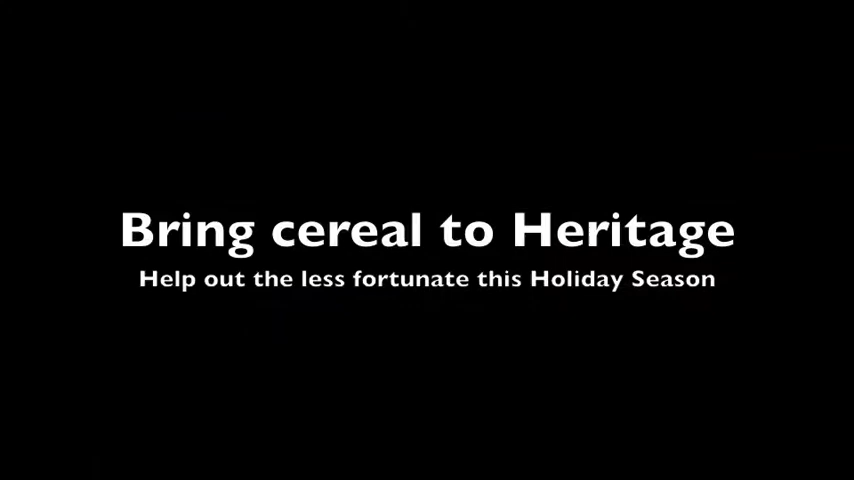 Bring cereal to Heritage
Help out the less fortunate this Holiday Season